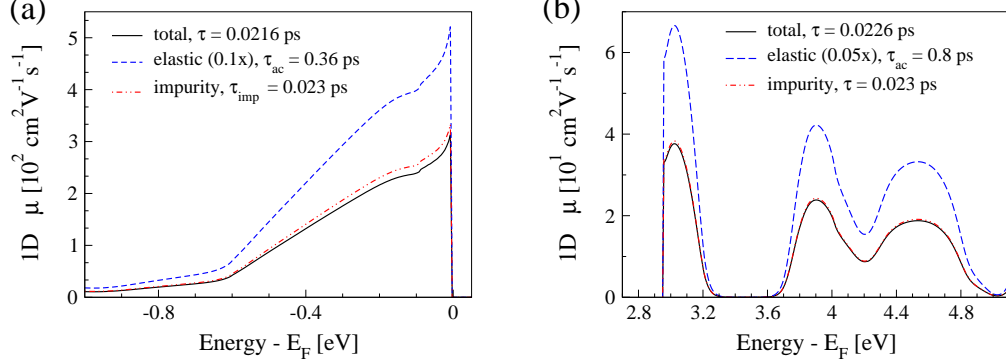 (a)
total, τ = 0.0216 ps
elastic (0.1x), τ_ac = 0.36 ps
impurity, τ_imp = 0.023 ps
1D μ [10^2 cm^2V^-1s^-1]
5
4
3
2
1
0
-0.8
-0.4
0
Energy - E_F [eV]
(b)
total, τ = 0.0226 ps
elastic (0.05x), τ_ac = 0.8 ps
impurity, τ = 0.023 ps
1D μ [10^1 cm^2V^-1s^-1]
6
4
2
0
2.8
3.2
3.6
4
4.4
4.8
Energy - E_F [eV]